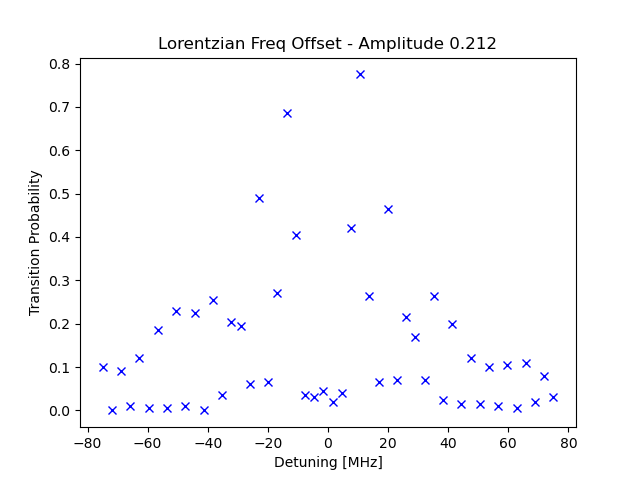 Lorentzian Freq Offset - Amplitude 0.212
0.8
0.7
0.6
0.5
0.4
0.3
0.2
0.1
0.0
Transition Probability
−80 −60 −40 −20 0 20 40 60 80
Detuning [MHz]